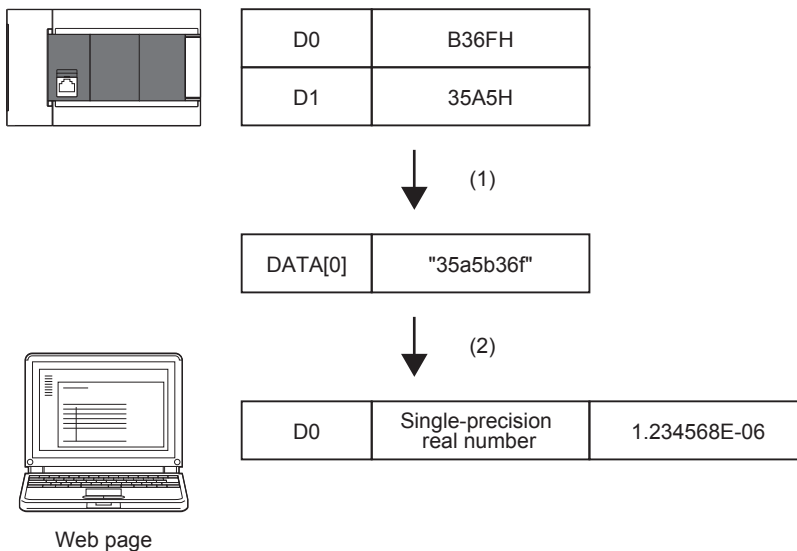 D0 B36FH
D1 35A5H
(1)
DATA[0] "35a5b36f"
(2)
D0 Single-precision real number 1.234568E-06
Web page